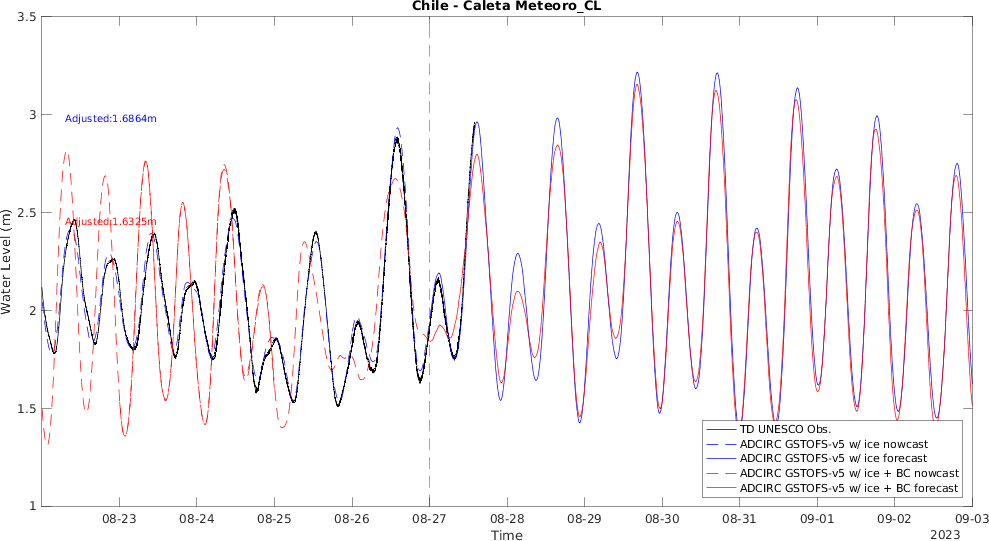 Chile - Caleta Meteoro_CL
3.5
3
2.5
2
1.5
1
Water Level (m)
Adjusted:1.6864m
Adjusted:1.6325m
TD UNESCO Obs.
ADCIRC GSTOFS-v5 w/ ice nowcast
ADCIRC GSTOFS-v5 w/ ice forecast
ADCIRC GSTOFS-v5 w/ ice + BC nowcast
ADCIRC GSTOFS-v5 w/ ice + BC forecast
08-23 08-24 08-25 08-26 08-27 08-28 08-29 08-30 08-31 09-01 09-02 09-03
Time
2023